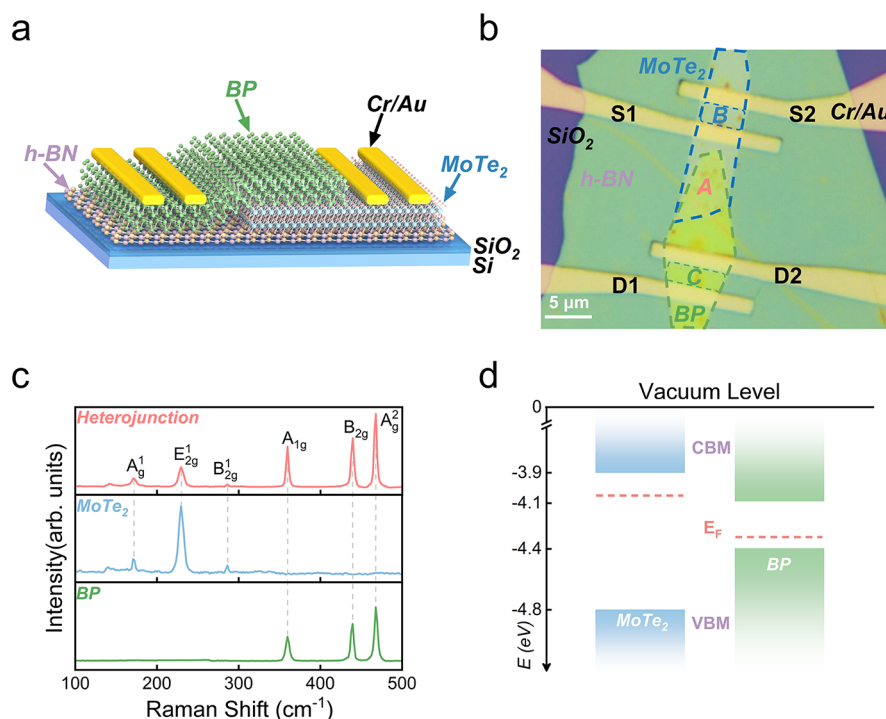 a
BP
Cr/Au
h-BN
MoTe₂
SiO₂
Si
b
MoTe₂
B
S1
S2
Cr/Au
SiO₂
h-BN
A
D1
C
D2
5 μm
BP
c
Heterojunction
A¹g
E¹2g
B¹2g
A1g
B2g
A²g
MoTe₂
BP
Intensity(arb. units)
100 200 300 400 500
Raman Shift (cm⁻¹)
d
Vacuum Level
0
CBM
-3.9
-4.1
EF
-4.4
BP
-4.8
MoTe₂
VBM
E (eV)